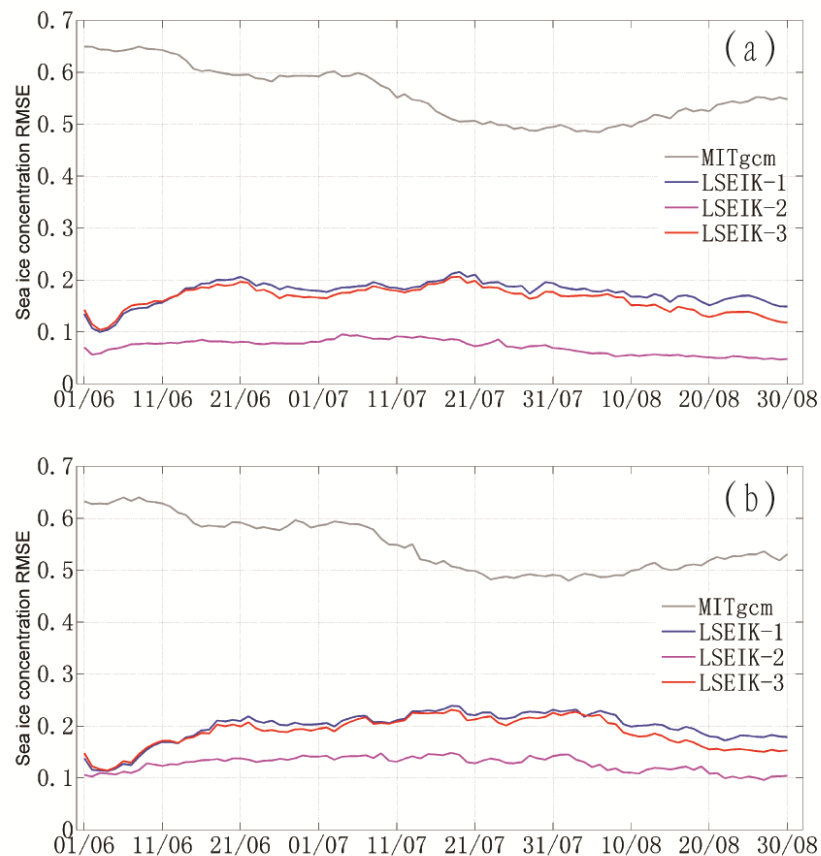 0.7
(a)
0.6
0.5
MITgcm
0.4
LSEIK-1
LSEIK-2
0.3
LSEIK-3
0.2
0.1
0
Sea ice concentration RMSE
01/06 11/06 21/06 01/07 11/07 21/07 31/07 10/08 20/08 30/08
0.7
(b)
0.6
0.5
MITgcm
0.4
LSEIK-1
LSEIK-2
0.3
LSEIK-3
0.2
0.1
0
Sea ice concentration RMSE
01/06 11/06 21/06 01/07 11/07 21/07 31/07 10/08 20/08 30/08